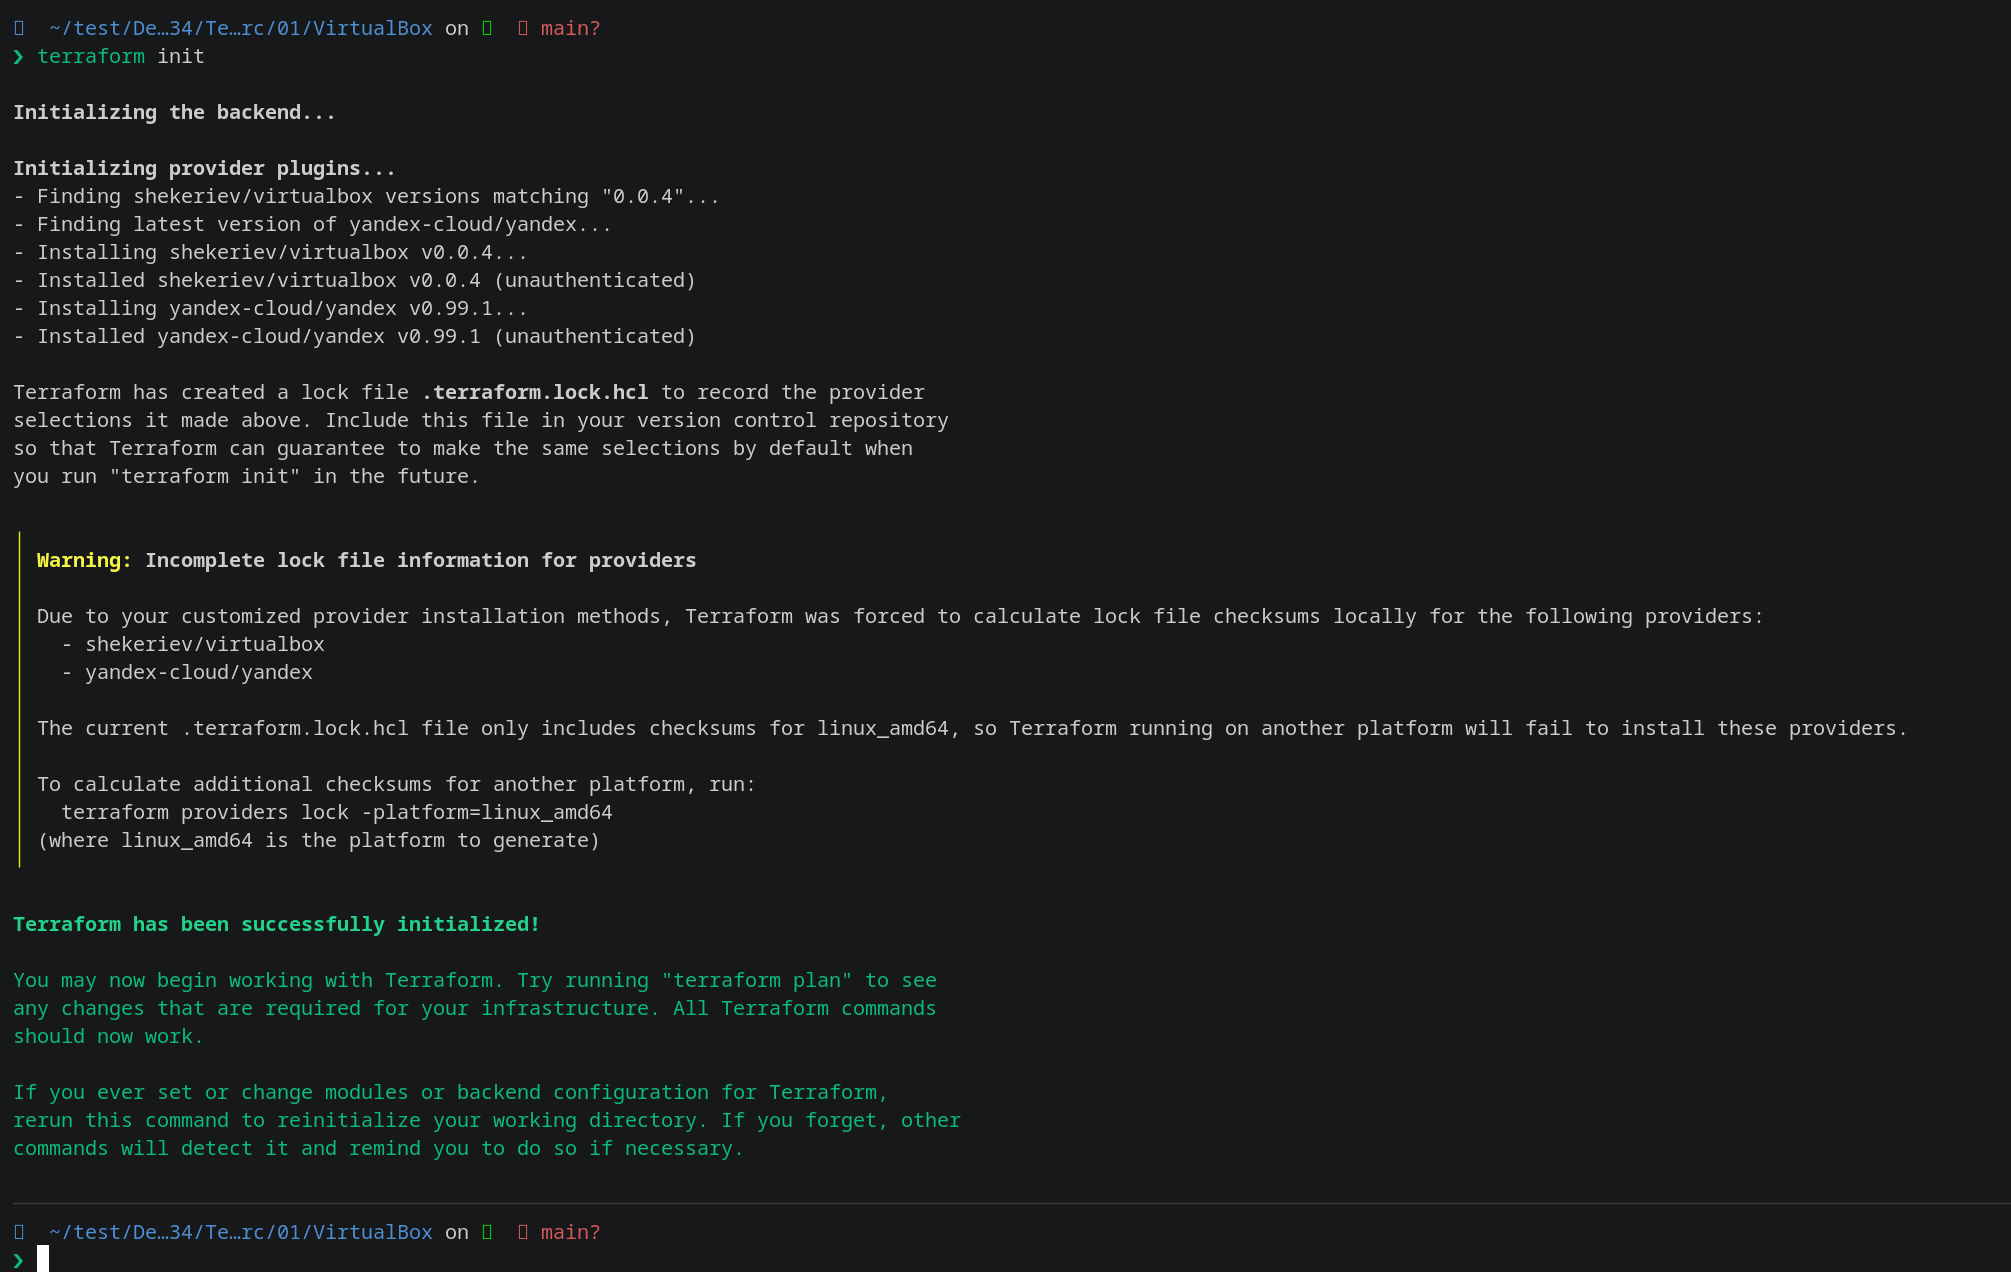 ~/test/De…34/Te…rc/01/VirtualBox on main?
❯ terraform init
Initializing the backend...
Initializing provider plugins...
- Finding shekeriev/virtualbox versions matching "0.0.4"...
- Finding latest version of yandex-cloud/yandex...
- Installing shekeriev/virtualbox v0.0.4...
- Installed shekeriev/virtualbox v0.0.4 (unauthenticated)
- Installing yandex-cloud/yandex v0.99.1...
- Installed yandex-cloud/yandex v0.99.1 (unauthenticated)
Terraform has created a lock file .terraform.lock.hcl to record the provider
selections it made above. Include this file in your version control repository
so that Terraform can guarantee to make the same selections by default when
you run "terraform init" in the future.
Warning: Incomplete lock file information for providers
Due to your customized provider installation methods, Terraform was forced to calculate lock file checksums locally for the following providers:
- shekeriev/virtualbox
- yandex-cloud/yandex
The current .terraform.lock.hcl file only includes checksums for linux_amd64, so Terraform running on another platform will fail to install these providers.
To calculate additional checksums for another platform, run:
terraform providers lock -platform=linux_amd64
(where linux_amd64 is the platform to generate)
Terraform has been successfully initialized!
You may now begin working with Terraform. Try running "terraform plan" to see
any changes that are required for your infrastructure. All Terraform commands
should now work.
If you ever set or change modules or backend configuration for Terraform,
rerun this command to reinitialize your working directory. If you forget, other
commands will detect it and remind you to do so if necessary.
~/test/De…34/Te…rc/01/VirtualBox on main?
❯